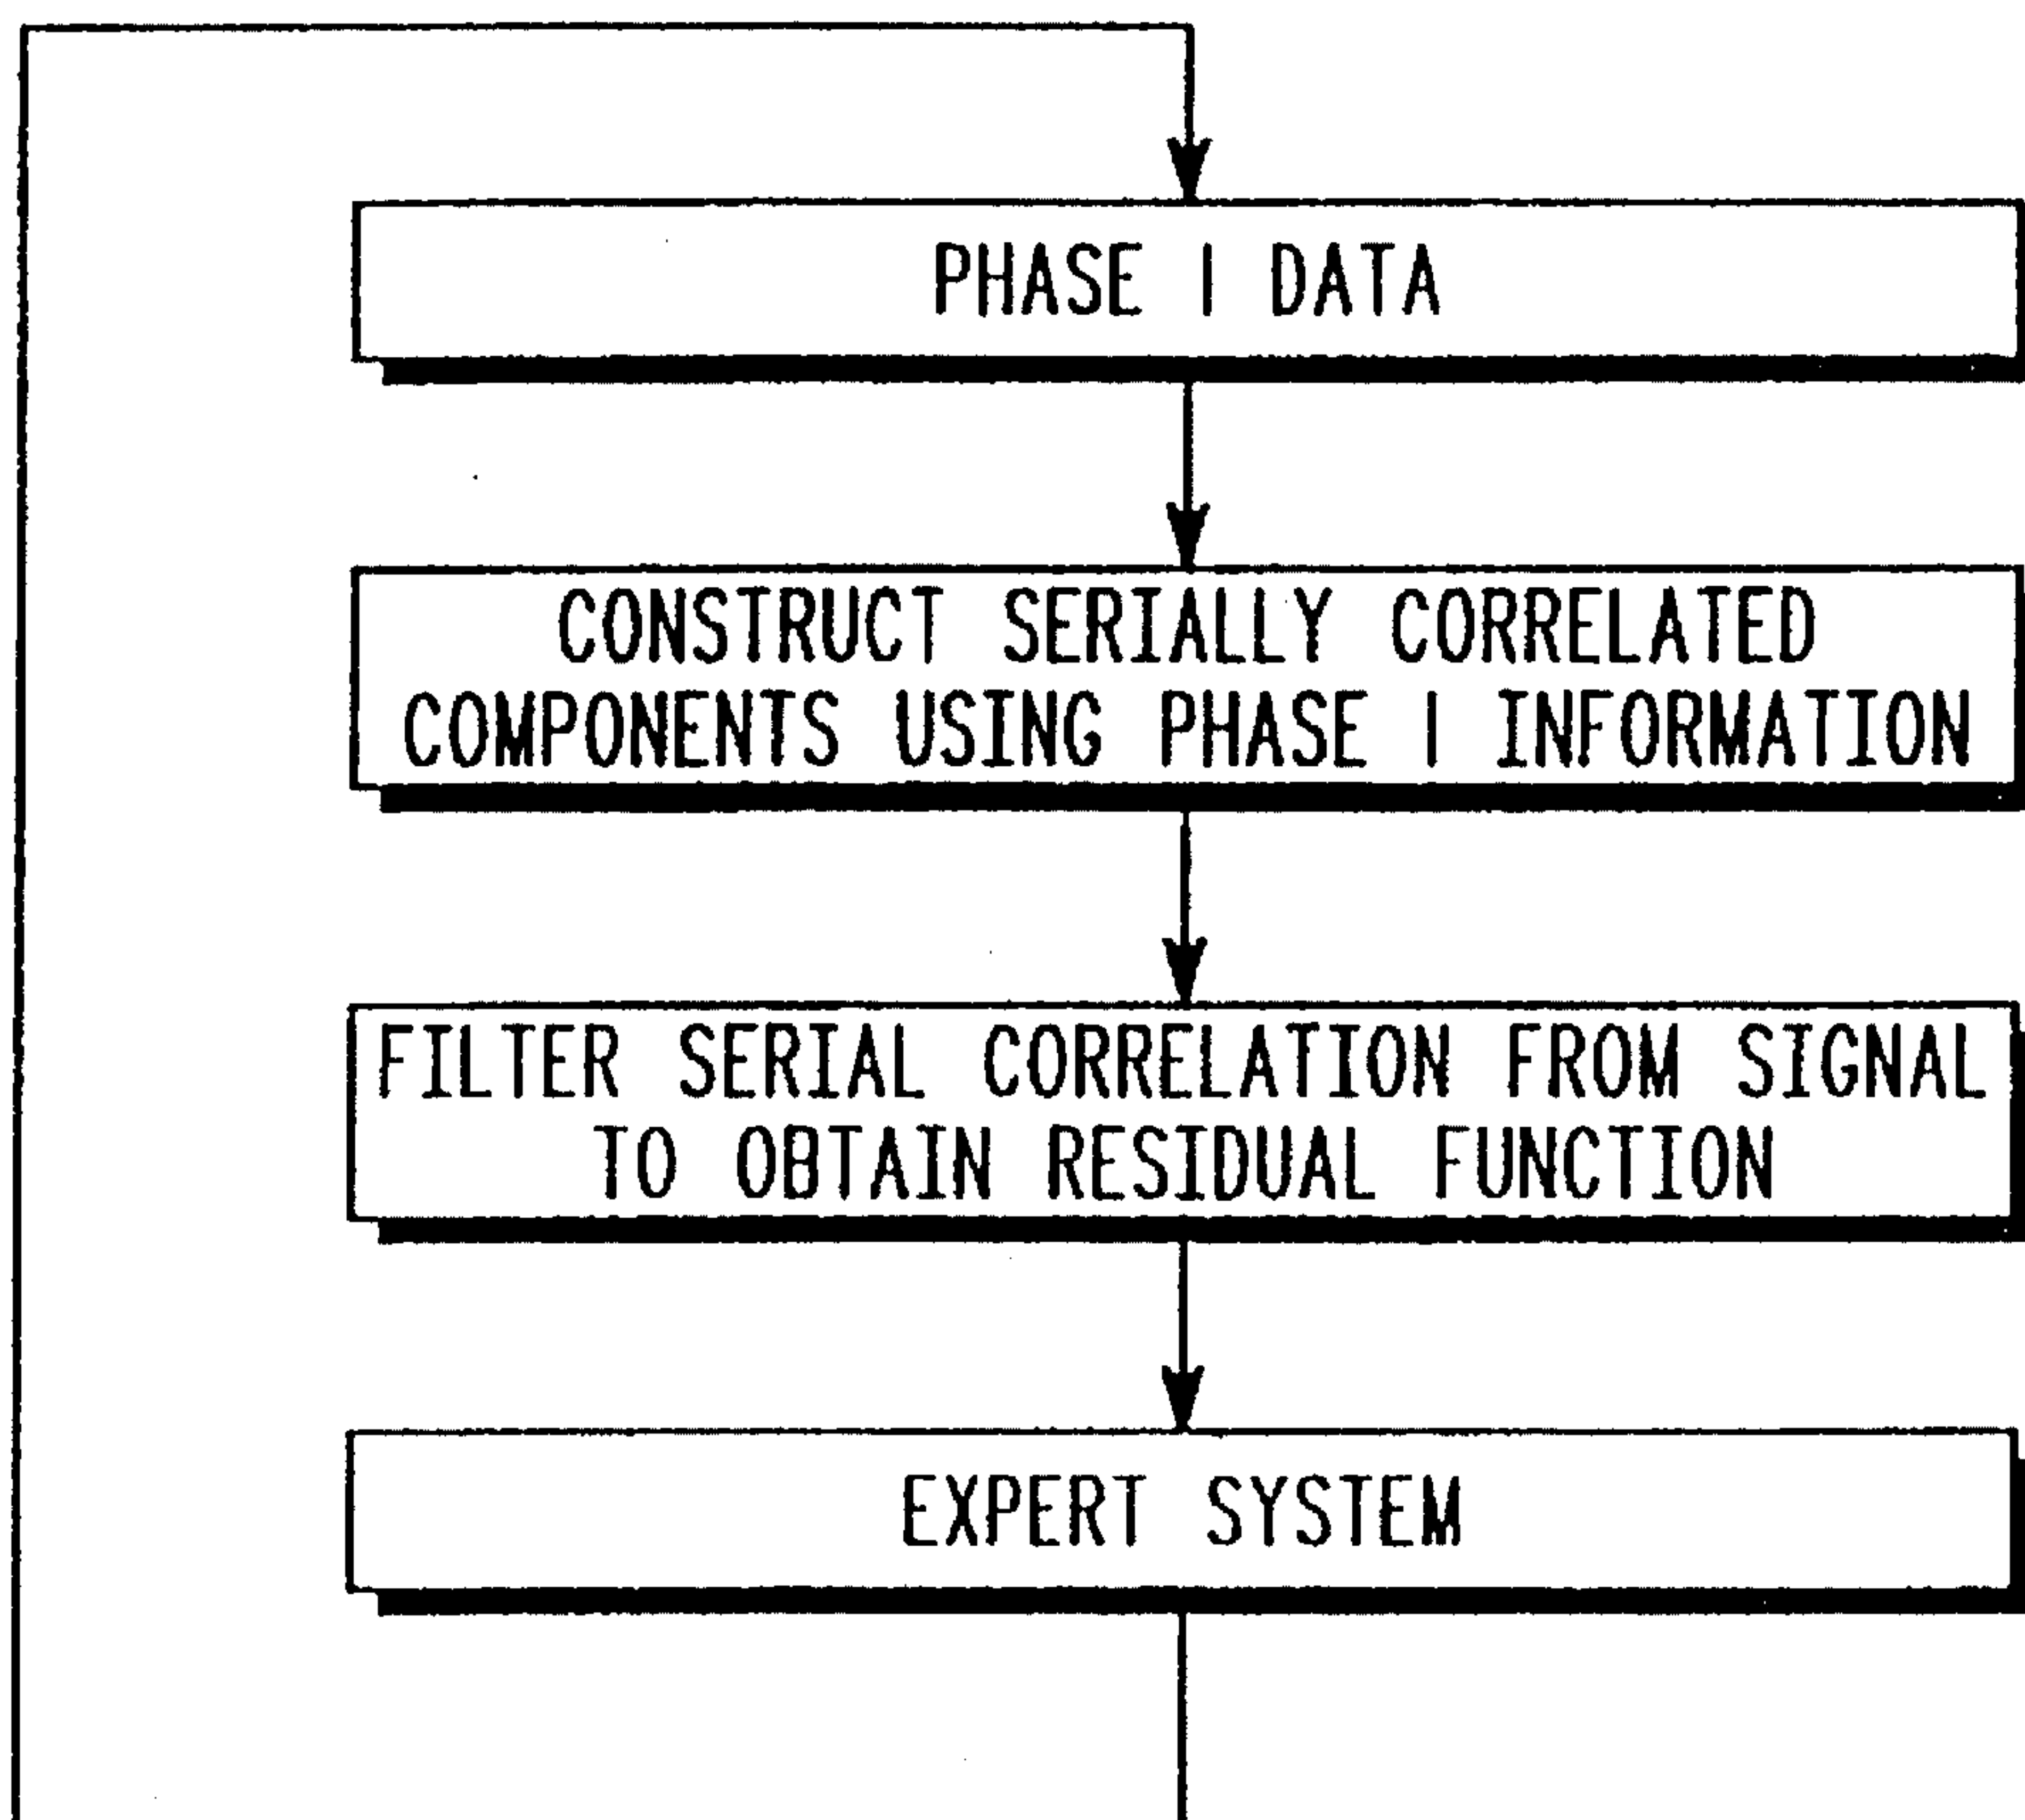 PHASE I DATA
CONSTRUCT SERIALLY CORRELATED
COMPONENTS USING PHASE I INFORMATION
FILTER SERIAL CORRELATION FROM SIGNAL
TO OBTAIN RESIDUAL FUNCTION
EXPERT SYSTEM